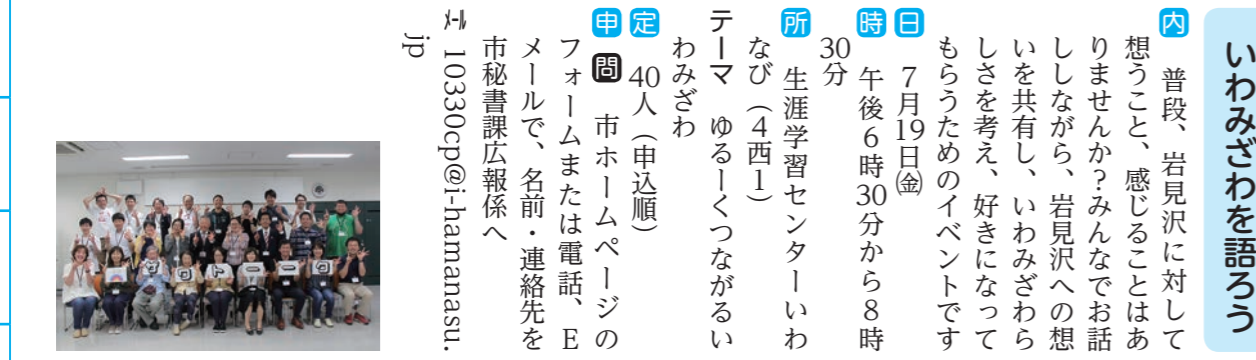 いわみざわを語ろう
内 普段、岩見沢に対して
想うこと、感じることはあ
りませんか？みんなでお話
ししながら、岩見沢への想
いを共有し、いわみざわら
しさを考え、好きになって
もらうためのイベントです
日 7月19日㈮
時 午後6時30分から8時
30分
所 生涯学習センターいわ
なび（4西1）
テーマ ゆるーくつながるい
わみざわ
定 40人（申込順）
申 問 市ホームページの
フォームまたは電話、E
メールで、名前・連絡先を
市秘書課広報係へ
メール 10330cp@i-hamanasu.
jp